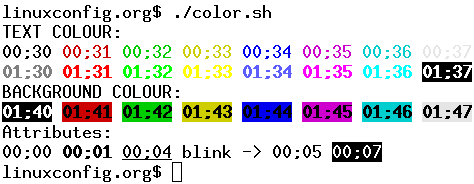 linuxconfig.org$ ./color.sh
TEXT COLOUR:
00;30 00;31 00;32 00;33 00;34 00;35 00;36 00;37
01;30 01;31 01;32 01;33 01;34 01;35 01;36 01;37
BACKGROUND COLOUR:
01;40 01;41 01;42 01;43 01;44 01;45 01;46 01;47
Attributes:
00;00 00;01 00;04 blink -> 00;05 00;07
linuxconfig.org$